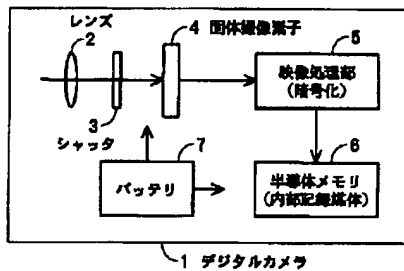 レンズ
2
3
シャッタ
4 固体撮像素子
5
映像処理部
(暗号化)
6
半導体メモリ
(内部記録媒体)
7
バッテリ
1 デジタルカメラ